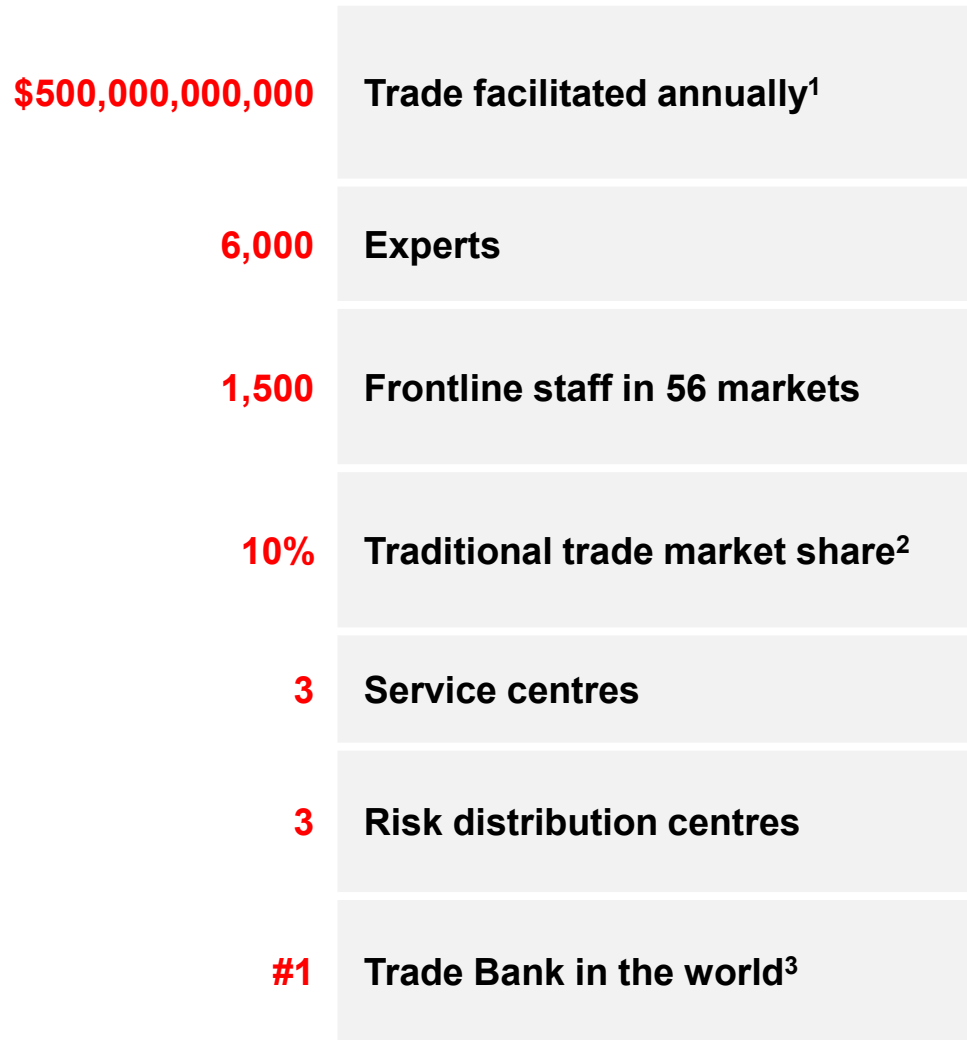 $500,000,000,000 Trade facilitated annually¹
6,000 Experts
1,500 Frontline staff in 56 markets
10% Traditional trade market share²
3 Service centres
3 Risk distribution centres
#1 Trade Bank in the world³